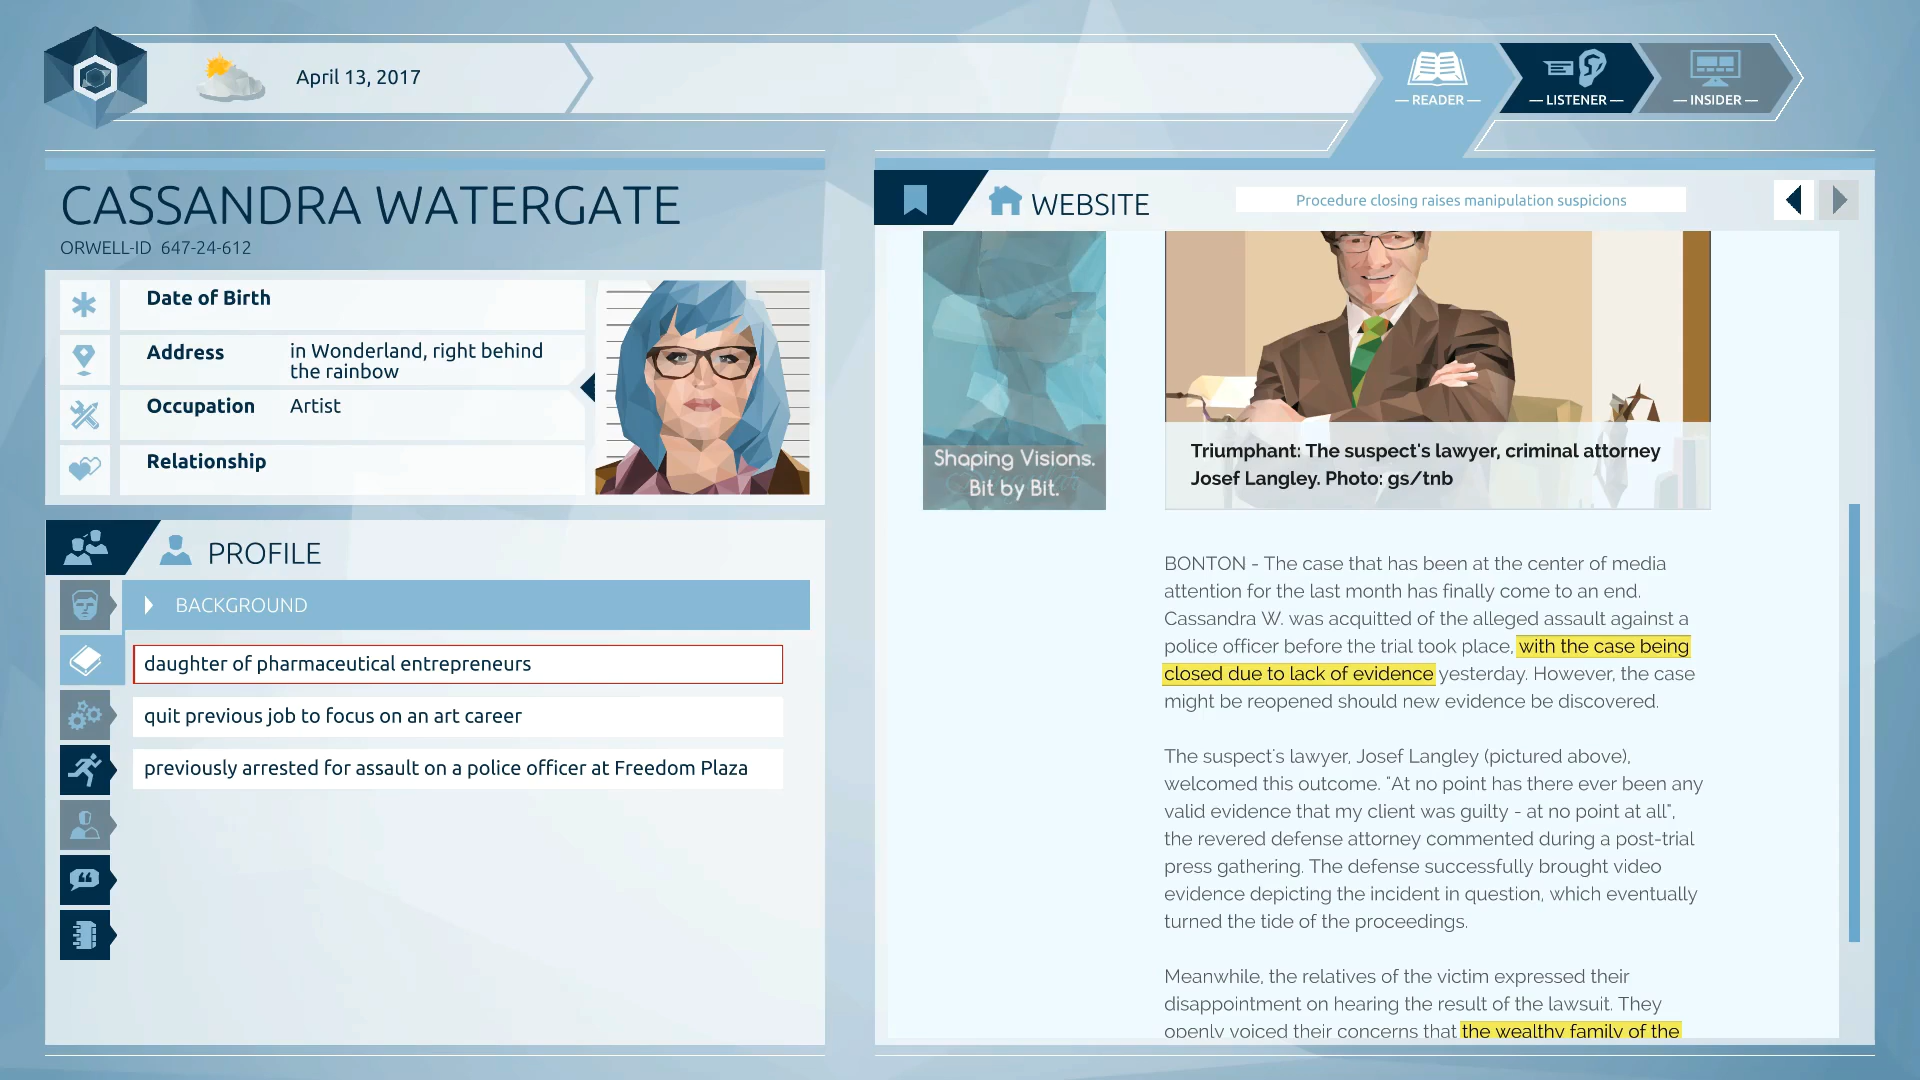 April 13, 2017
— READER —
— LISTENER —
— INSIDER —
CASSANDRA WATERGATE
ORWELL-ID 647-24-612
Date of Birth
Address in Wonderland, right behind
the rainbow
Occupation Artist
Relationship
PROFILE
BACKGROUND
daughter of pharmaceutical entrepreneurs
quit previous job to focus on an art career
previously arrested for assault on a police officer at Freedom Plaza
WEBSITE
Procedure closing raises manipulation suspicions
Shaping Visions.
Bit by Bit.
Triumphant: The suspect's lawyer, criminal attorney
Josef Langley. Photo: gs/tnb
BONTON - The case that has been at the center of media
attention for the last month has finally come to an end.
Cassandra W. was acquitted of the alleged assault against a
police officer before the trial took place, with the case being
closed due to lack of evidence yesterday. However, the case
might be reopened should new evidence be discovered.
The suspect's lawyer, Josef Langley (pictured above),
welcomed this outcome. "At no point has there ever been any
valid evidence that my client was guilty - at no point at all",
the revered defense attorney commented during a post-trial
press gathering. The defense successfully brought video
evidence depicting the incident in question, which eventually
turned the tide of the proceedings.
Meanwhile, the relatives of the victim expressed their
disappointment on hearing the result of the lawsuit. They
openly voiced their concerns that the wealthy family of the